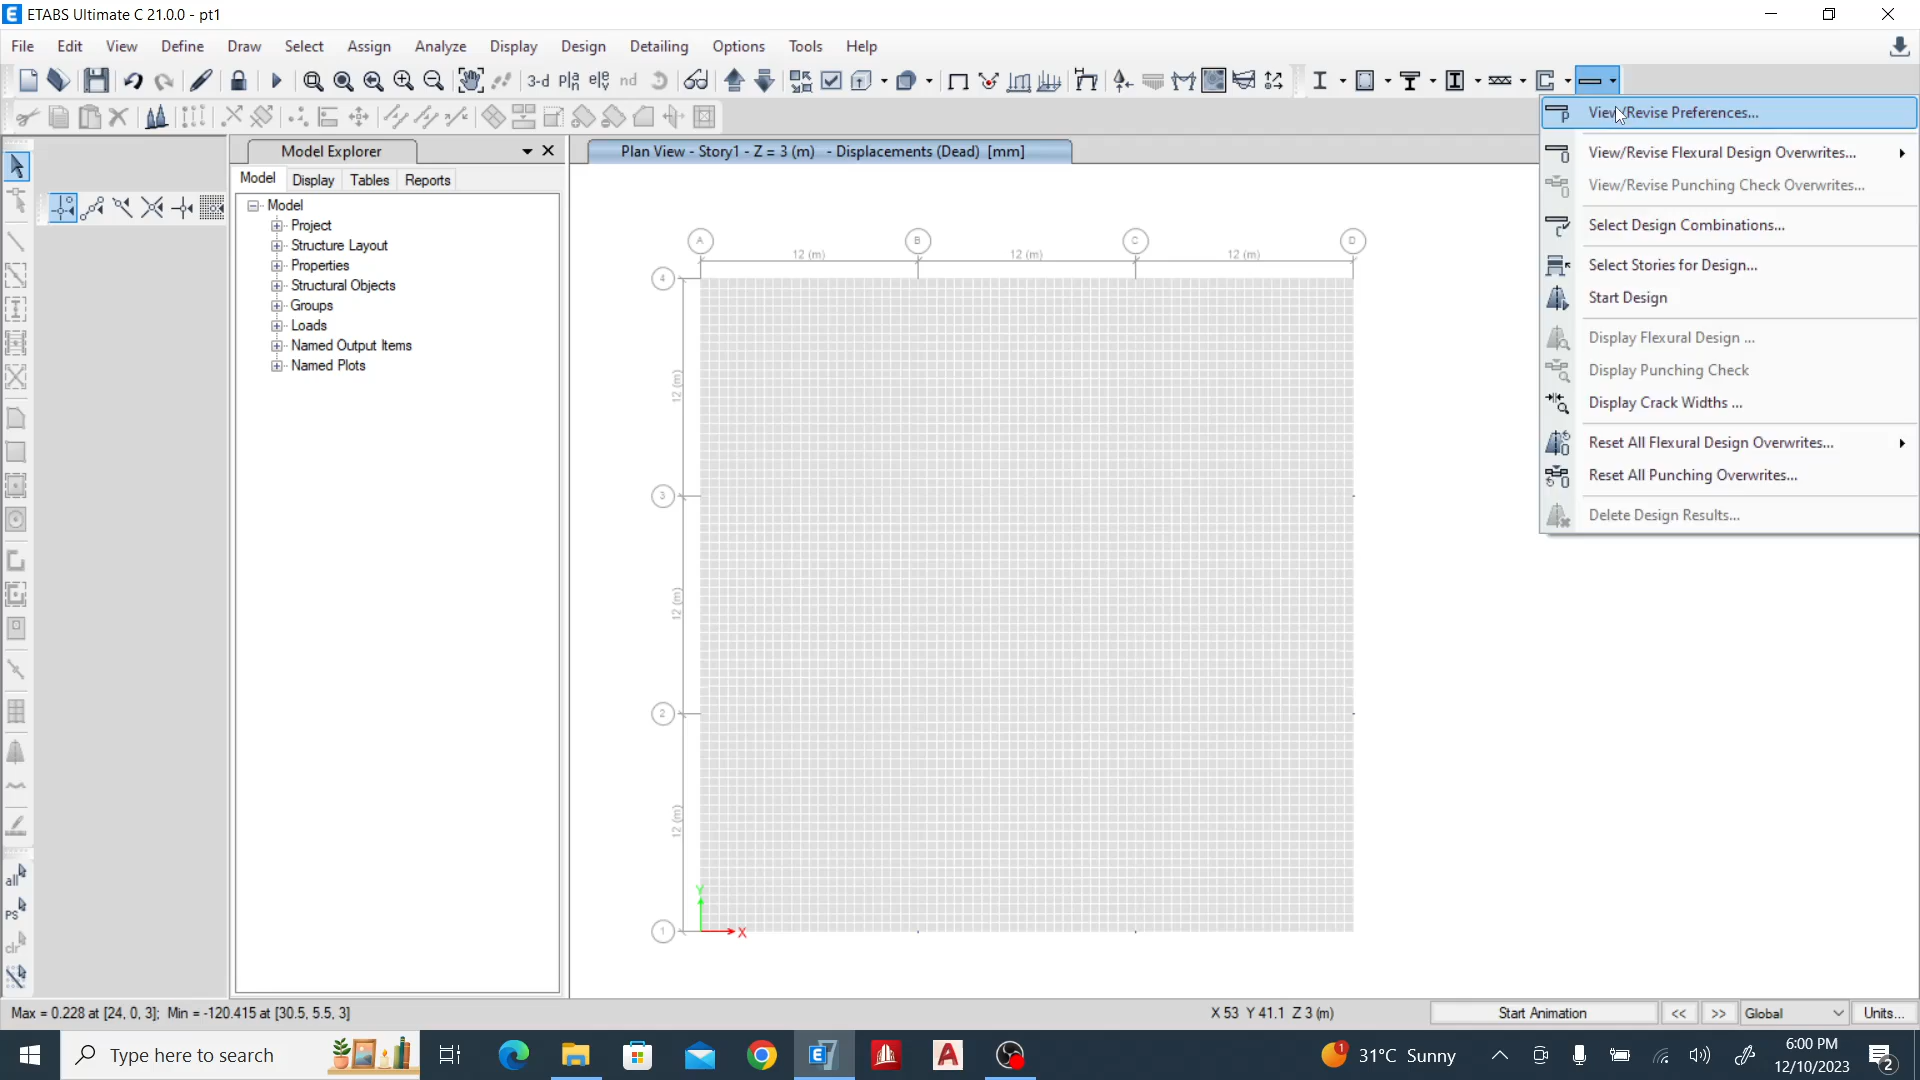 ETABS Ultimate C 21.0.0 - pt1
File Edit View Define Draw Select Assign Analyze Display Design Detailing Options Tools Help
3-d nd
Model Explorer
Model Display Tables Reports
Model
Project
Structure Layout
Properties
Structural Objects
Groups
Loads
Named Output Items
Named Plots
all
PS
clr
Plan View - Story1 - Z = 3 (m) - Displacements (Dead) [mm]
A B C D
12 (m) 12 (m) 12 (m)
4
12 (m)
3
12 (m)
2
12 (m)
1
Y
X
View/Revise Preferences...
View/Revise Flexural Design Overwrites...
View/Revise Punching Check Overwrites...
Select Design Combinations...
Select Stories for Design...
Start Design
Display Flexural Design ...
Display Punching Check
Display Crack Widths ...
Reset All Flexural Design Overwrites...
Reset All Punching Overwrites...
Delete Design Results...
Max = 0.228 at [24, 0, 3]; Min = -120.415 at [30.5, 5.5, 3]
X 53 Y 41.1 Z 3 (m)
Start Animation << >> Global Units...
Type here to search
31°C Sunny
6:00 PM
12/10/2023
2